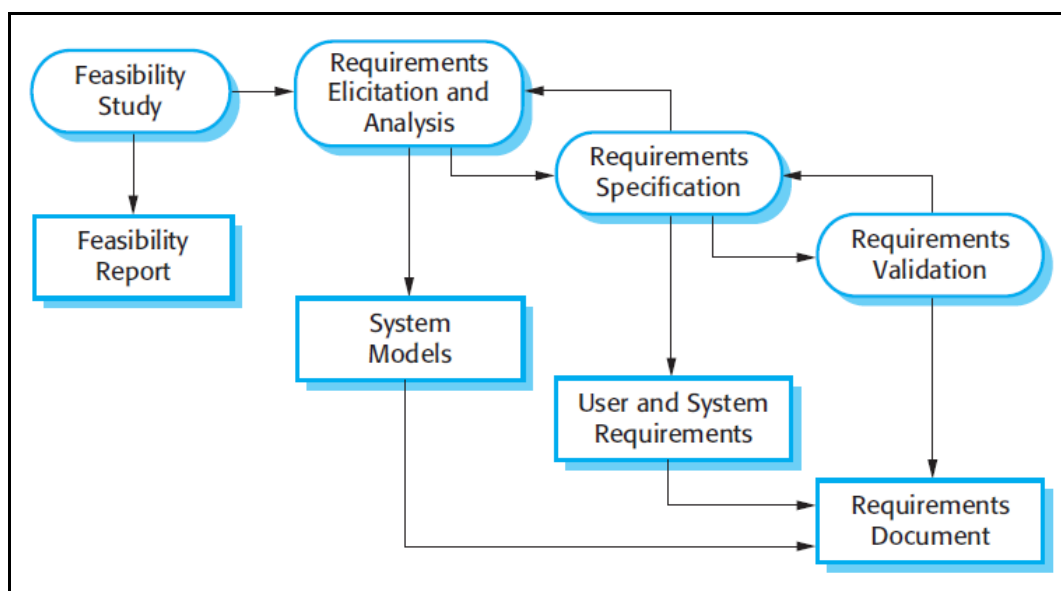 Feasibility
Study
Requirements
Elicitation and
Analysis
Requirements
Specification
Requirements
Validation
Feasibility
Report
System
Models
User and System
Requirements
Requirements
Document